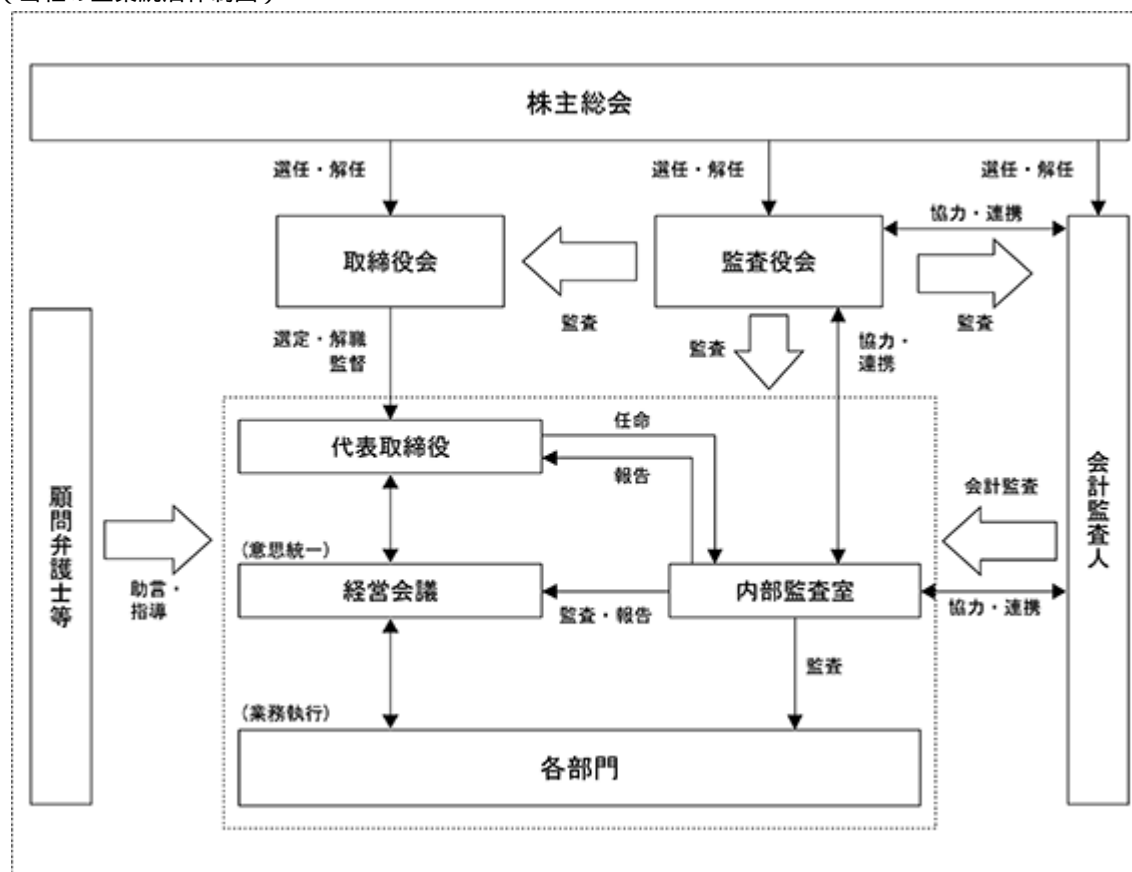 株主総会
選任・解任
選任・解任
選任・解任
協力・連携
取締役会
監査役会
監査
監査
監査
選定・解職
監督
協力・
連携
代表取締役
任命
報告
会計監査
顧問弁護士等
会計監査人
助言・
指導
(意思統一)
経営会議
内部監査室
監査・報告
協力・連携
監査
(業務執行)
各部門